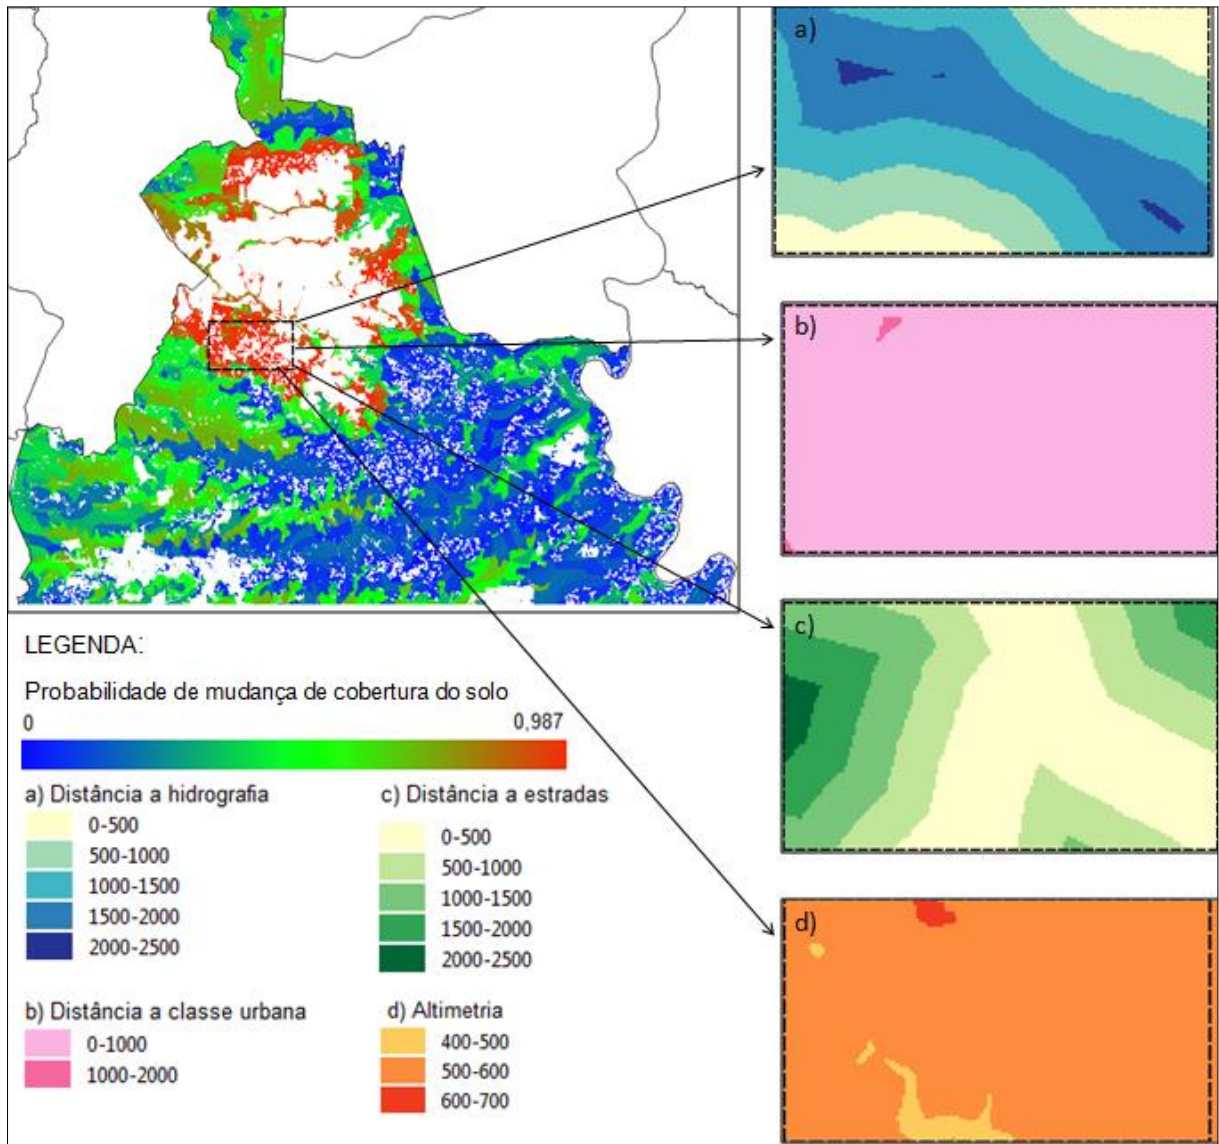 a)
b)
c)
d)
LEGENDA:
Probabilidade de mudança de cobertura do solo
0 0,987
a) Distância a hidrografia
0-500
500-1000
1000-1500
1500-2000
2000-2500
c) Distância a estradas
0-500
500-1000
1000-1500
1500-2000
2000-2500
b) Distância a classe urbana
0-1000
1000-2000
d) Altimetria
400-500
500-600
600-700